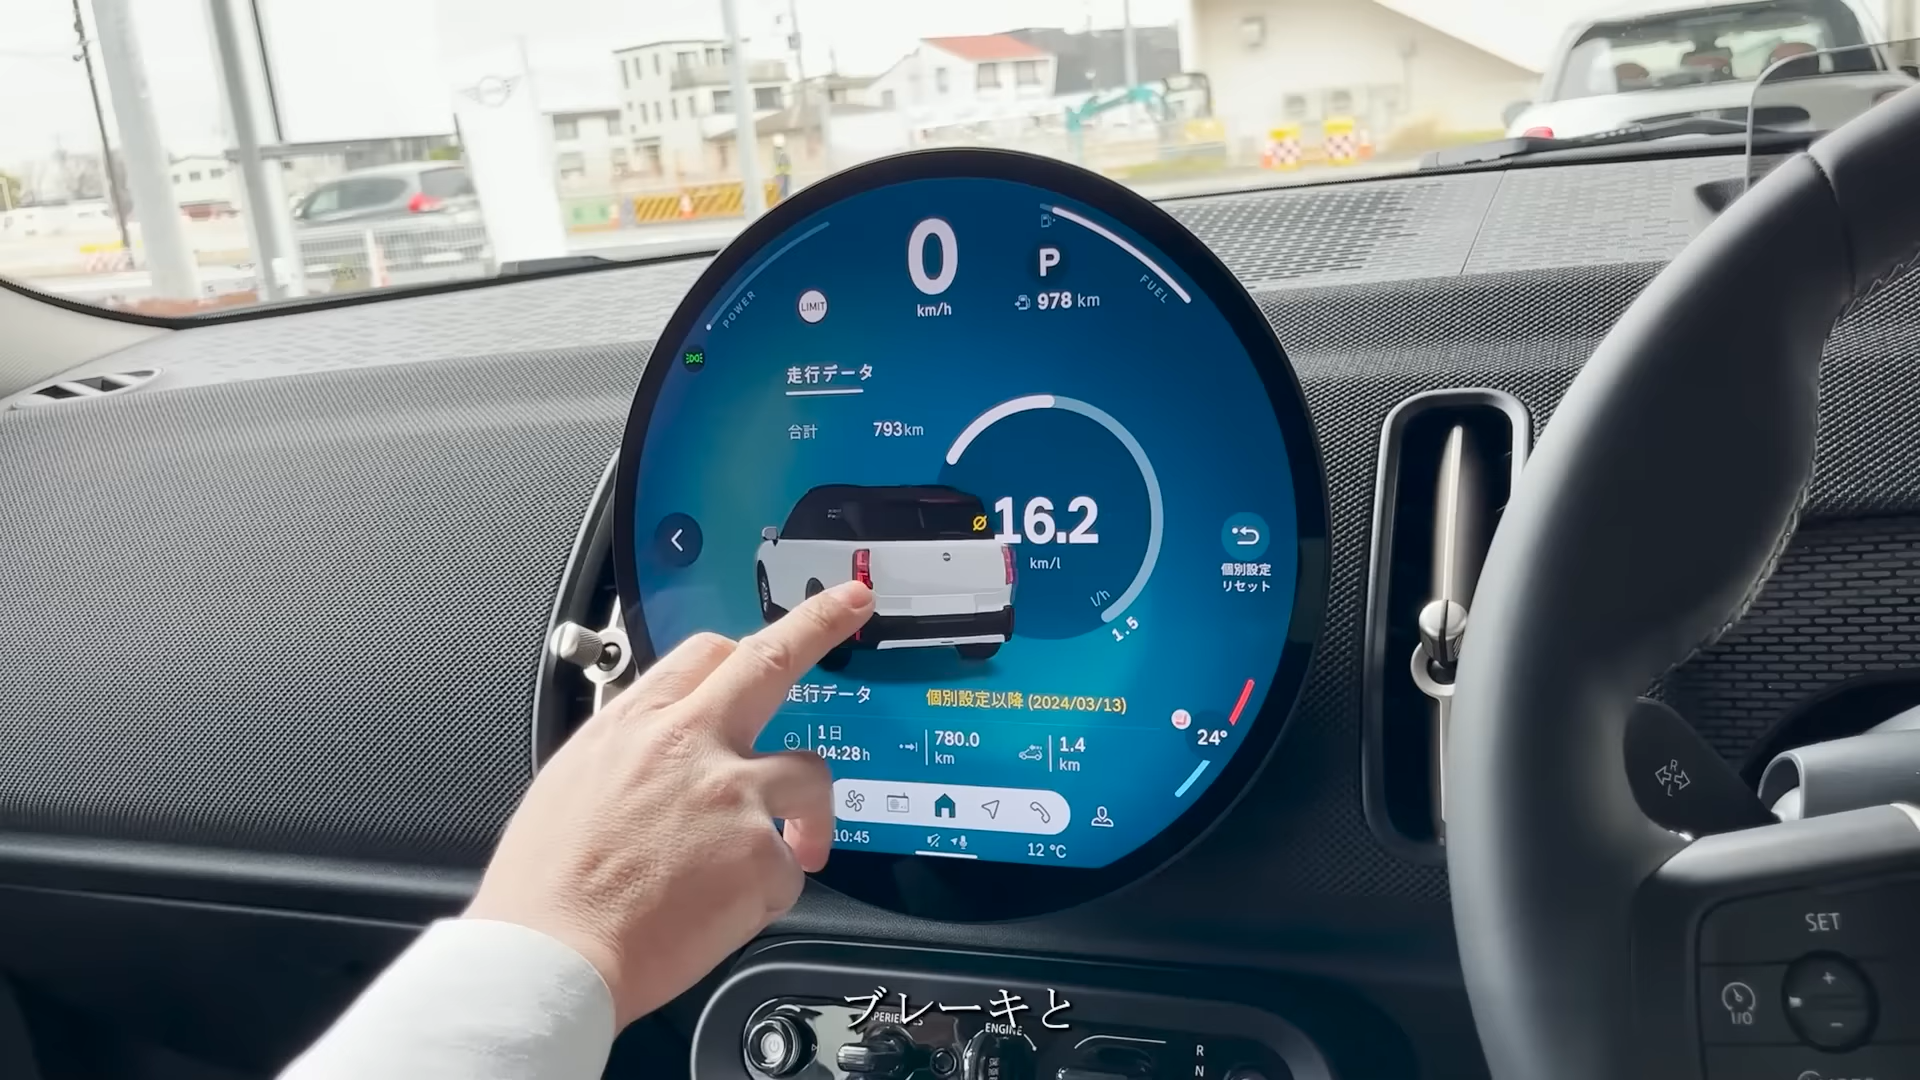 0
km/h
P
978 km
POWER
FUEL
LIMIT
走行データ
合計 793km
16.2
km/l
l/h
1.5
個別設定
リセット
走行データ
個別設定以降 (2024/03/13)
1日
04:28h
780.0
km
1.4
km
24°
10:45
12 °C
R
L
SET
+
−
I/O
ブレーキと
ENGINE
R
N